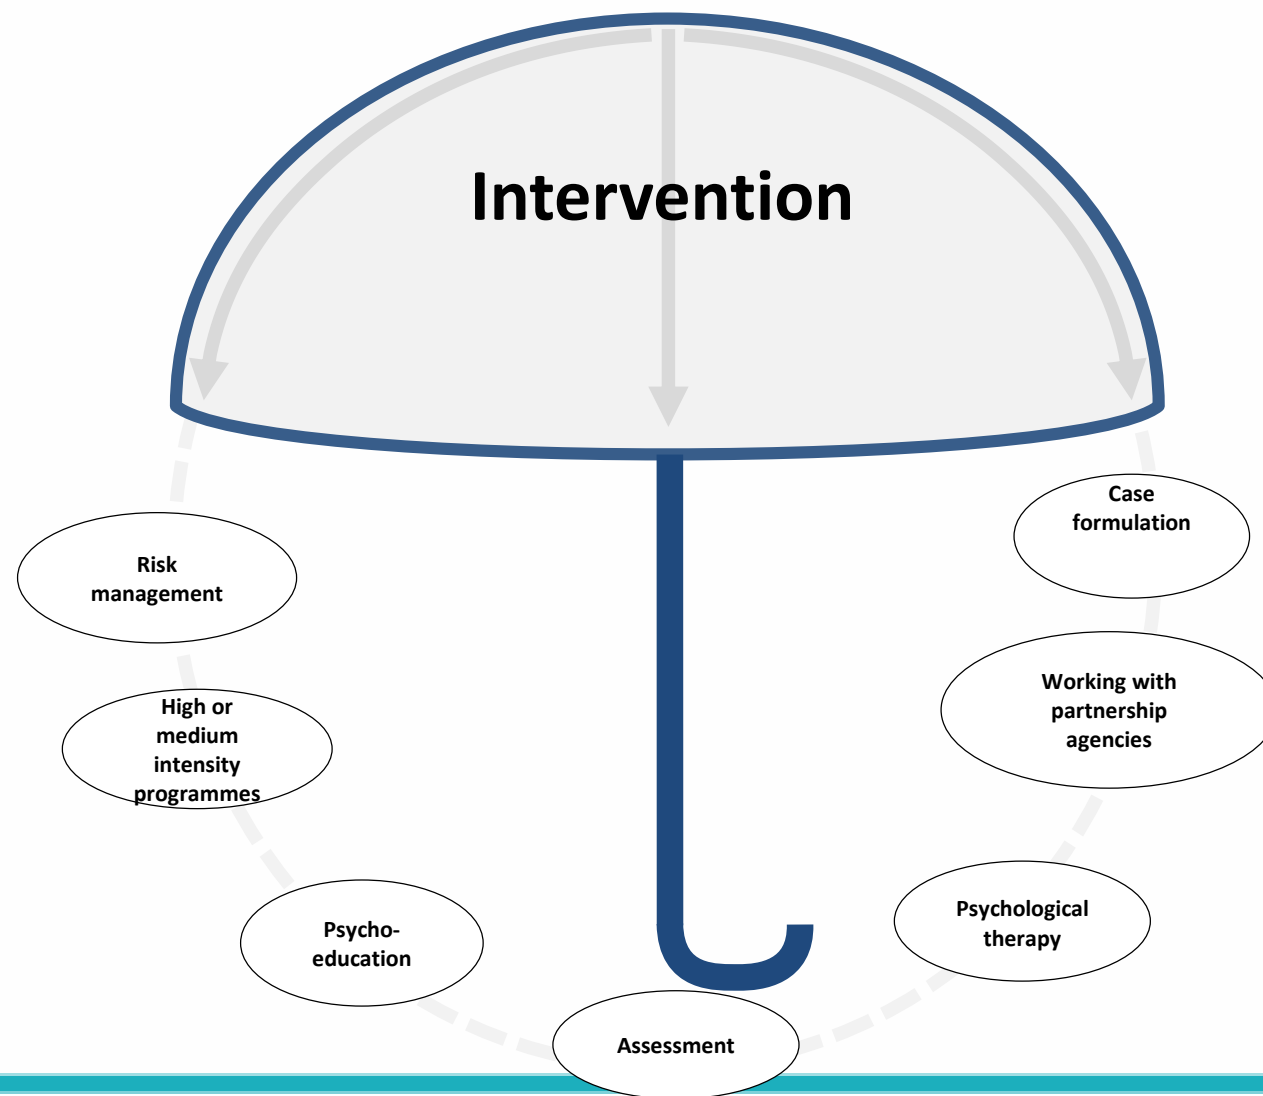 Intervention
Case
formulation
Risk
management
Working with
partnership
agencies
High or
medium
intensity
programmes
Psychological
therapy
Psycho-
education
Assessment